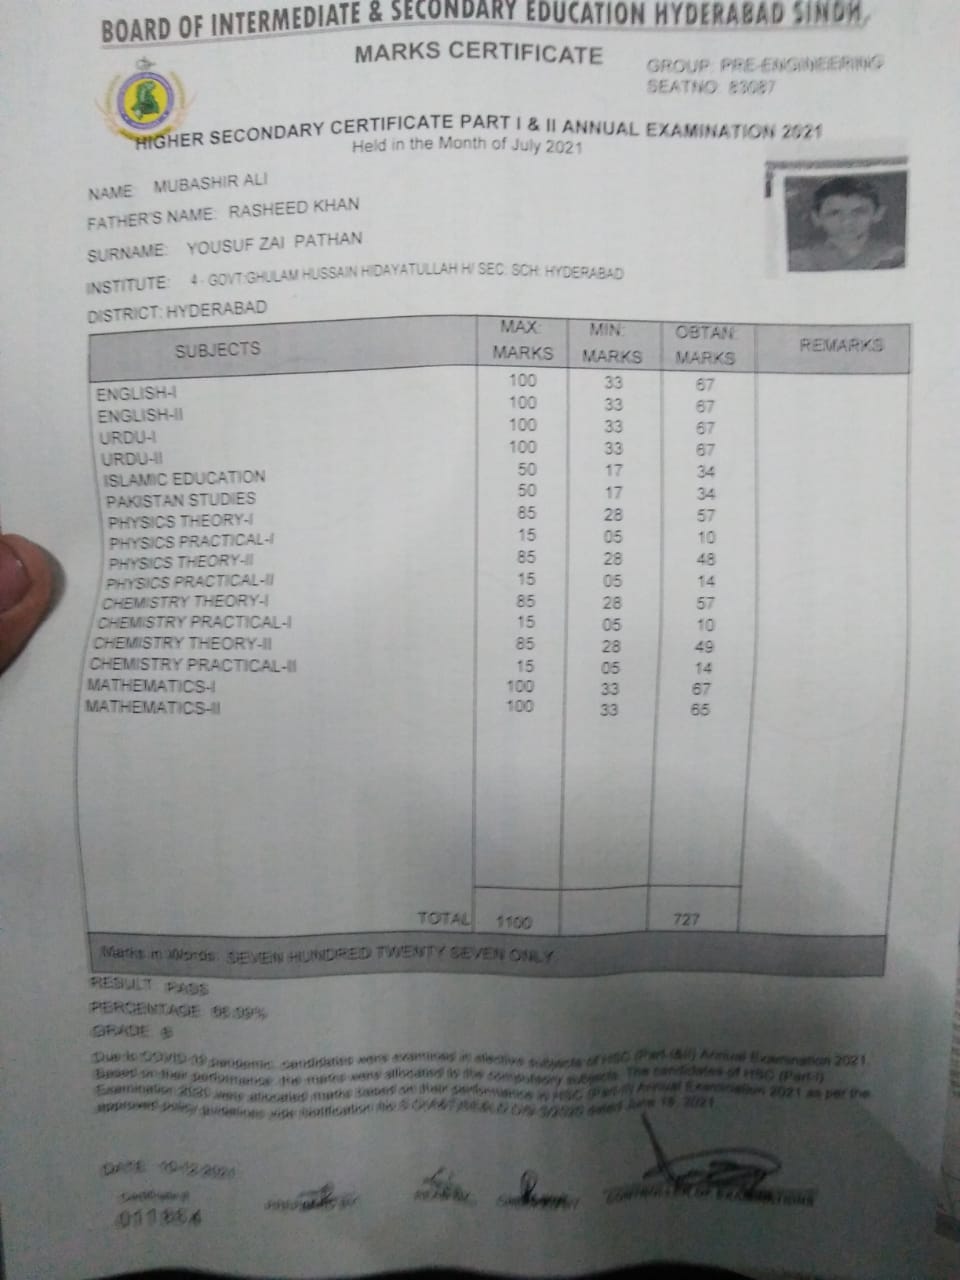 BOARD OF INTERMEDIATE & SECONDARY EDUCATION HYDERABAD SINDH,
MARKS CERTIFICATE
GROUP: PRE-ENGINEERING
SEATNO: 83087
HIGHER SECONDARY CERTIFICATE PART I & II ANNUAL EXAMINATION 2021
Held in the Month of July 2021
NAME: MUBASHIR ALI
FATHER'S NAME: RASHEED KHAN
SURNAME: YOUSUF ZAI PATHAN
INSTITUTE: 4 - GOVT:GHULAM HUSSAIN HIDAYATULLAH H/ SEC: SCH: HYDERABAD
DISTRICT: HYDERABAD
SUBJECTS MAX: MARKS MIN: MARKS OBTAN: MARKS REMARKS
ENGLISH-I 100 33 67
ENGLISH-II 100 33 67
URDU-I 100 33 67
URDU-II 100 33 67
ISLAMIC EDUCATION 50 17 34
PAKISTAN STUDIES 50 17 34
PHYSICS THEORY-I 85 28 57
PHYSICS PRACTICAL-I 15 05 10
PHYSICS THEORY-II 85 28 48
PHYSICS PRACTICAL-II 15 05 14
CHEMISTRY THEORY-I 85 28 57
CHEMISTRY PRACTICAL-I 15 05 10
CHEMISTRY THEORY-II 85 28 49
CHEMISTRY PRACTICAL-II 15 05 14
MATHEMATICS-I 100 33 67
MATHEMATICS-II 100 33 65
TOTAL 1100 727
Marks in Words: SEVEN HUNDRED TWENTY SEVEN ONLY
RESULT: PASS
PERCENTAGE: 66.09%
GRADE: B
Due to COVID-19 pandemic, candidates were examined in elective subjects of HSC (Part-I&II) Annual Examination 2021.
Based on their performance, the marks were allocated to the compulsory subjects. The candidates of HSC (Part-I)
Examination 2020 were allocated marks based on their performance in HSC (Part-II) Annual Examination 2021 as per the
approved policy guidelines vide Notification No dated June 18, 2021
DATE:
011884
CONTROLLER OF EXAMINATIONS